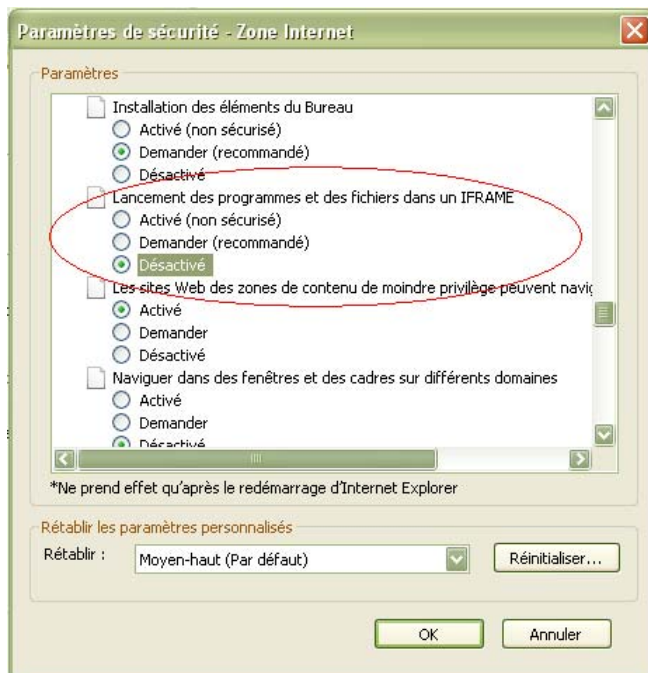 Paramètres de sécurité - Zone Internet
Paramètres
Installation des éléments du Bureau
Activé (non sécurisé)
Demander (recommandé)
Désactivé
Lancement des programmes et des fichiers dans un IFRAME
Activé (non sécurisé)
Demander (recommandé)
Désactivé
Les sites Web des zones de contenu de moindre privilège peuvent navig
Activé
Demander
Désactivé
Naviguer dans des fenêtres et des cadres sur différents domaines
Activé
Demander
Désactivé
*Ne prend effet qu'après le redémarrage d'Internet Explorer
Rétablir les paramètres personnalisés
Rétablir :
Moyen-haut (Par défaut)
Réinitialiser...
OK
Annuler